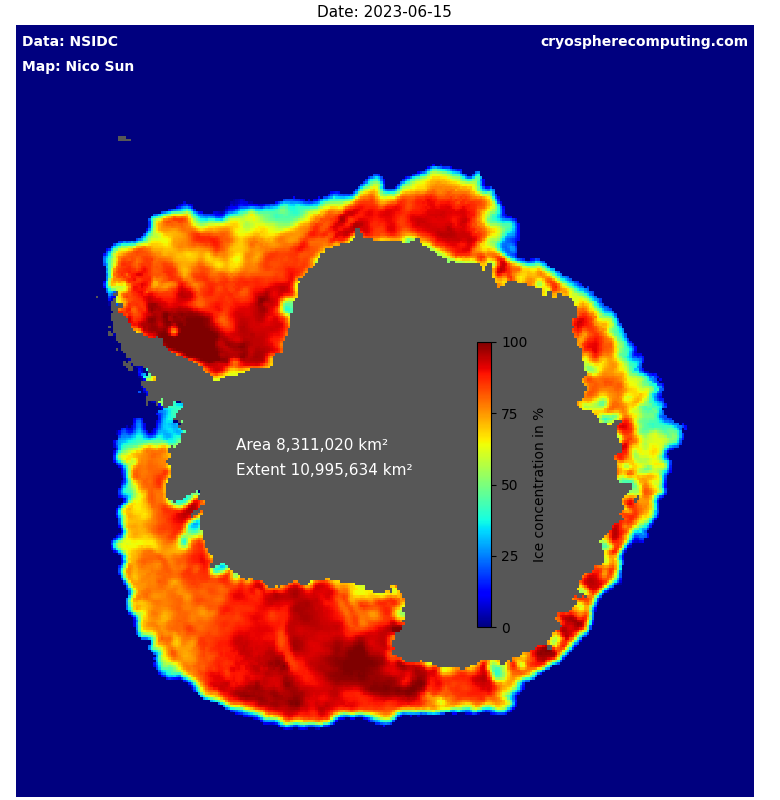 Date: 2023-06-15
Data: NSIDC
cryospherecomputing.com
Map: Nico Sun
Area 8,311,020 km²
Extent 10,995,634 km²
100
75
50
25
0
Ice concentration in %